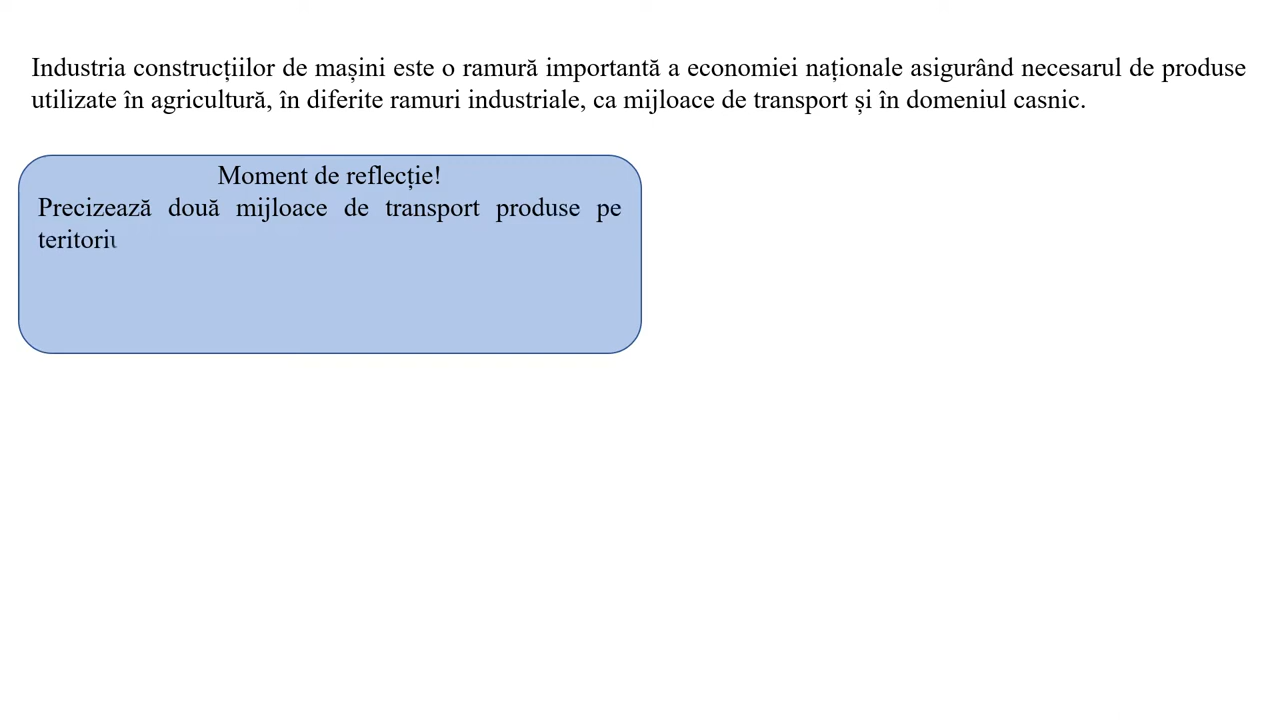 Industria construcțiilor de mașini este o ramură importantă a economiei naționale asigurând necesarul de produse
utilizate în agricultură, în diferite ramuri industriale, ca mijloace de transport și în domeniul casnic.
Moment de reflecție!
Precizează două mijloace de transport produse pe
teritoriu